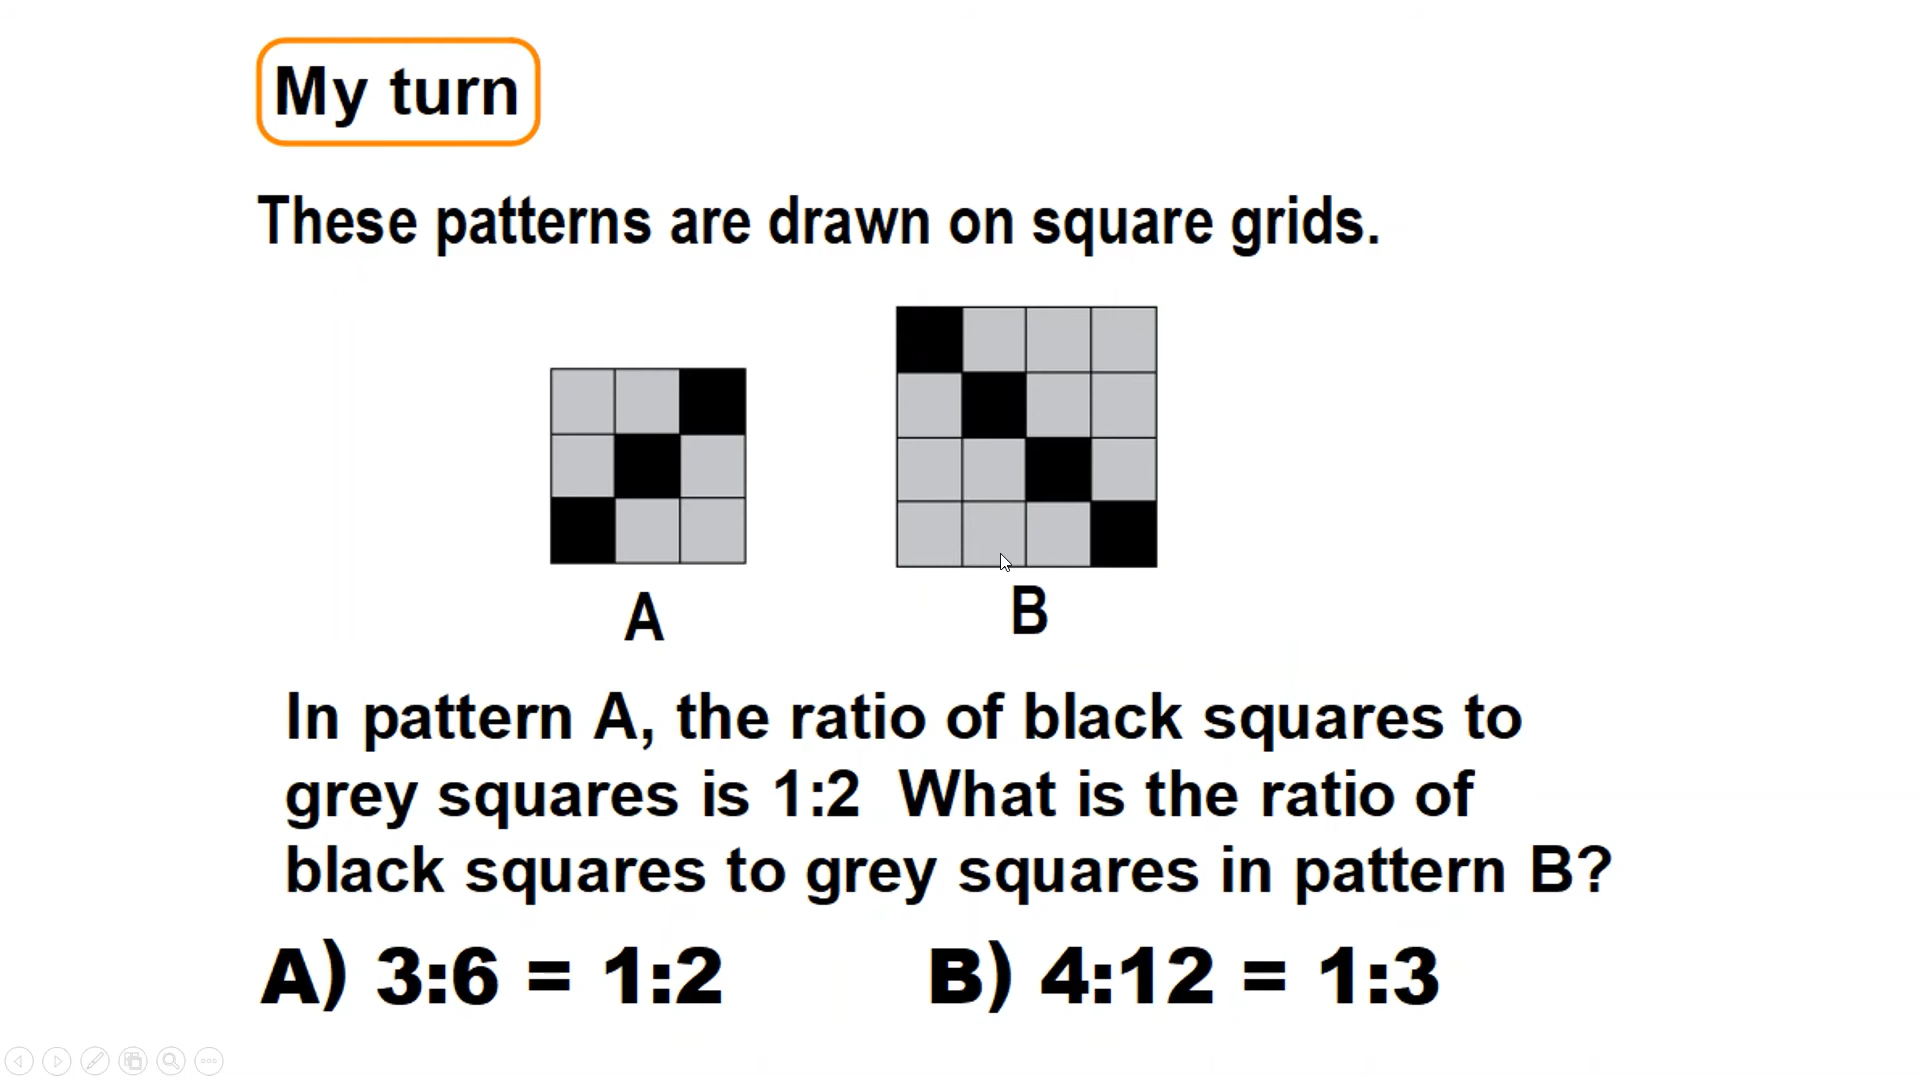 My turn
These patterns are drawn on square grids.
A
B
In pattern A, the ratio of black squares to
grey squares is 1:2  What is the ratio of
black squares to grey squares in pattern B?
A) 3:6 = 1:2
B) 4:12 = 1:3